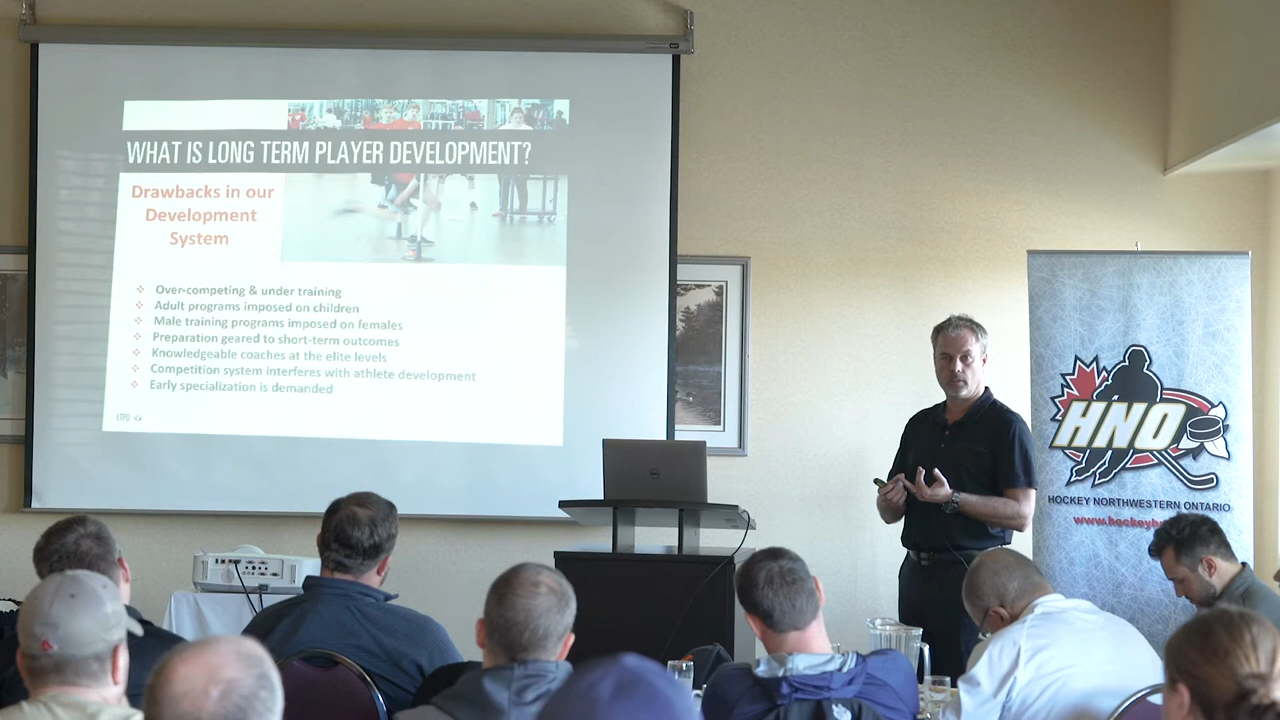 WHAT IS LONG TERM PLAYER DEVELOPMENT?
Drawbacks in our
Development
System
Over-competing & under training
Adult programs imposed on children
Male training programs imposed on females
Preparation geared to short-term outcomes
Knowledgeable coaches at the elite levels
Competition system interferes with athlete development
Early specialization is demanded
LTPD
HNO
HOCKEY NORTHWESTERN ONTARIO